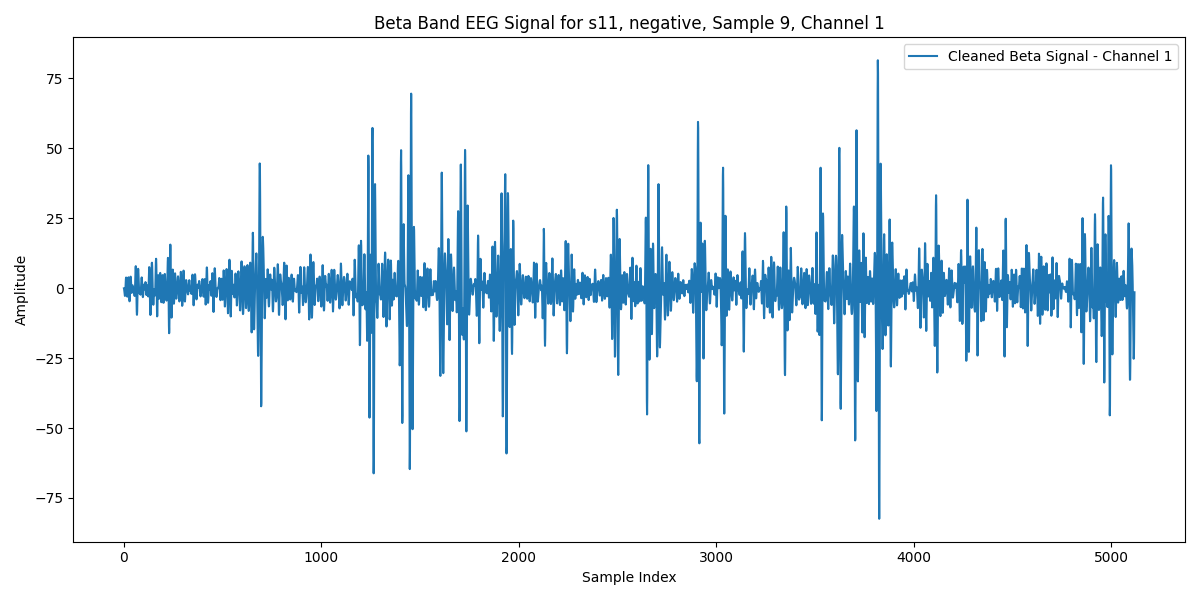 Beta Band EEG Signal for s11, negative, Sample 9, Channel 1
Cleaned Beta Signal - Channel 1
Amplitude
75
50
25
0
−25
−50
−75
0 1000 2000 3000 4000 5000
Sample Index